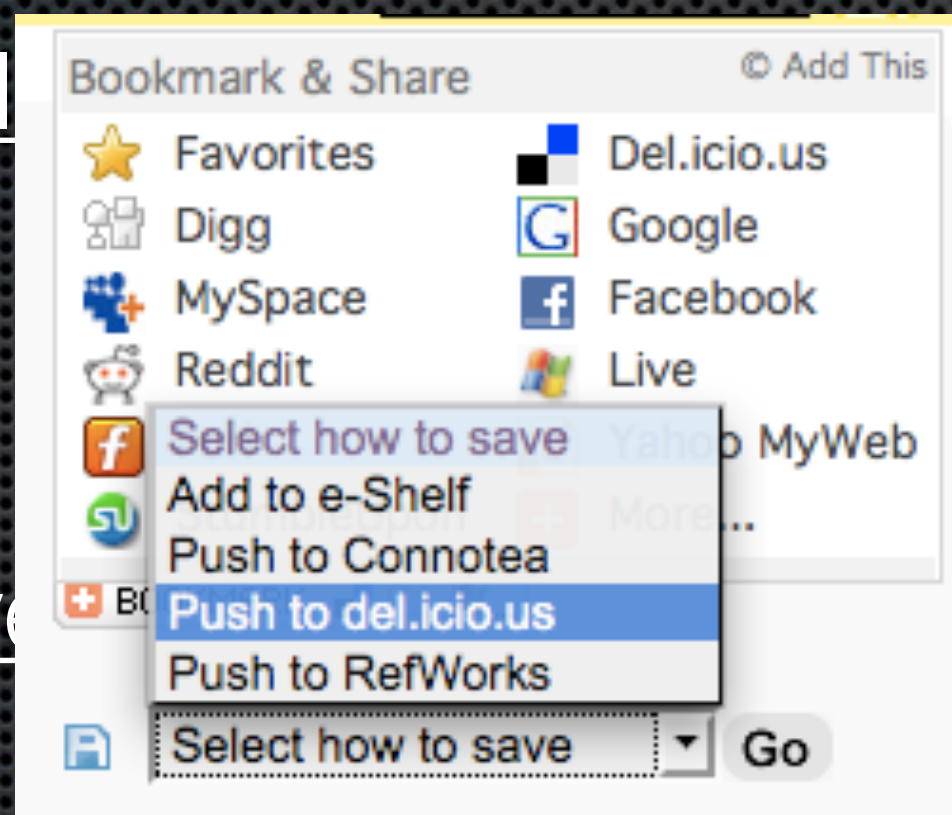 Bookmark & Share © Add This
Favorites Del.icio.us
Digg Google
MySpace Facebook
Reddit Live
Select how to save MyWeb
Add to e-Shelf
StumbleUpon More...
Push to Connotea
Push to del.icio.us
Push to RefWorks
Select how to save Go